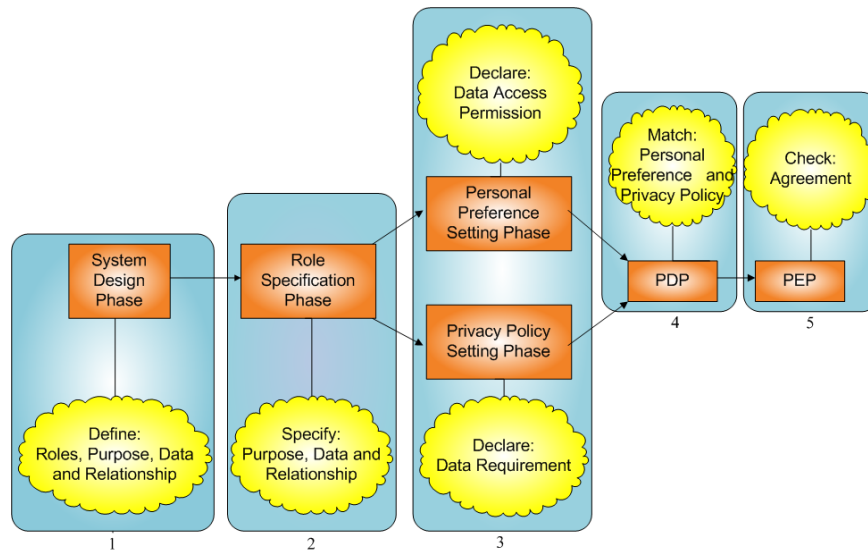 System
Design
Phase
Define:
Roles, Purpose, Data
and Relationship
1
Role
Specification
Phase
Specify:
Purpose, Data and
Relationship
2
Declare:
Data Access
Permission
Personal
Preference
Setting Phase
Privacy Policy
Setting Phase
Declare:
Data Requirement
3
Match:
Personal
Preference and
Privacy Policy
PDP
4
Check:
Agreement
PEP
5